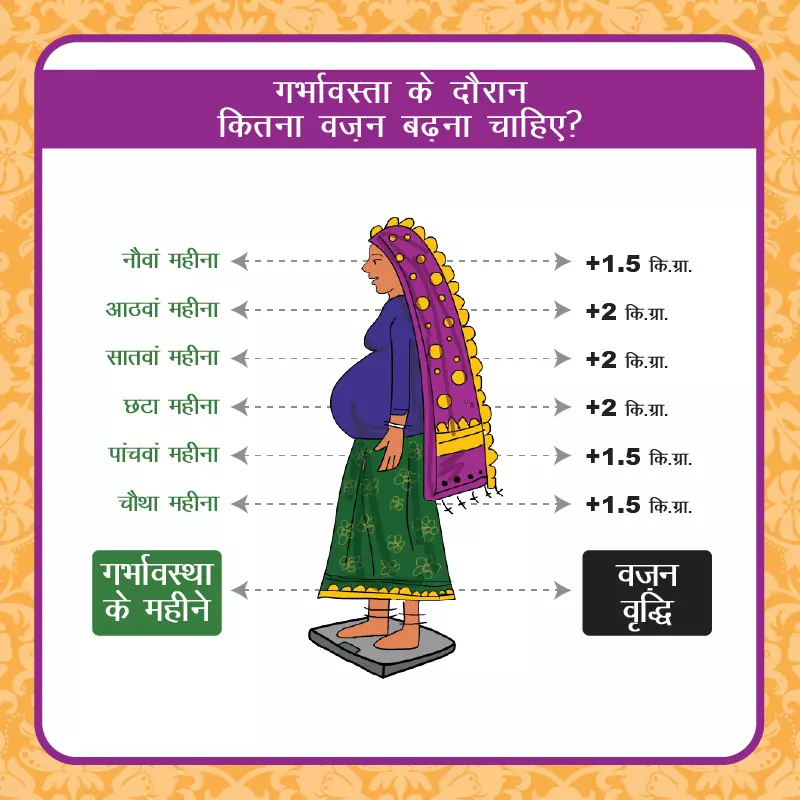 गर्भावस्ता के दौरान
कितना वज़न बढ़ना चाहिए?
नौवां महीना +1.5 कि.ग्रा.
आठवां महीना +2 कि.ग्रा.
सातवां महीना +2 कि.ग्रा.
छटा महीना +2 कि.ग्रा.
पांचवां महीना +1.5 कि.ग्रा.
चौथा महीना +1.5 कि.ग्रा.
गर्भावस्था
के महीने
वज़न
वृद्धि